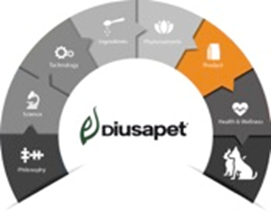 Ingredients
Phytonutrients
Technology
Product
Science
DIUSAPET®
Health & Wellness
Philosophy